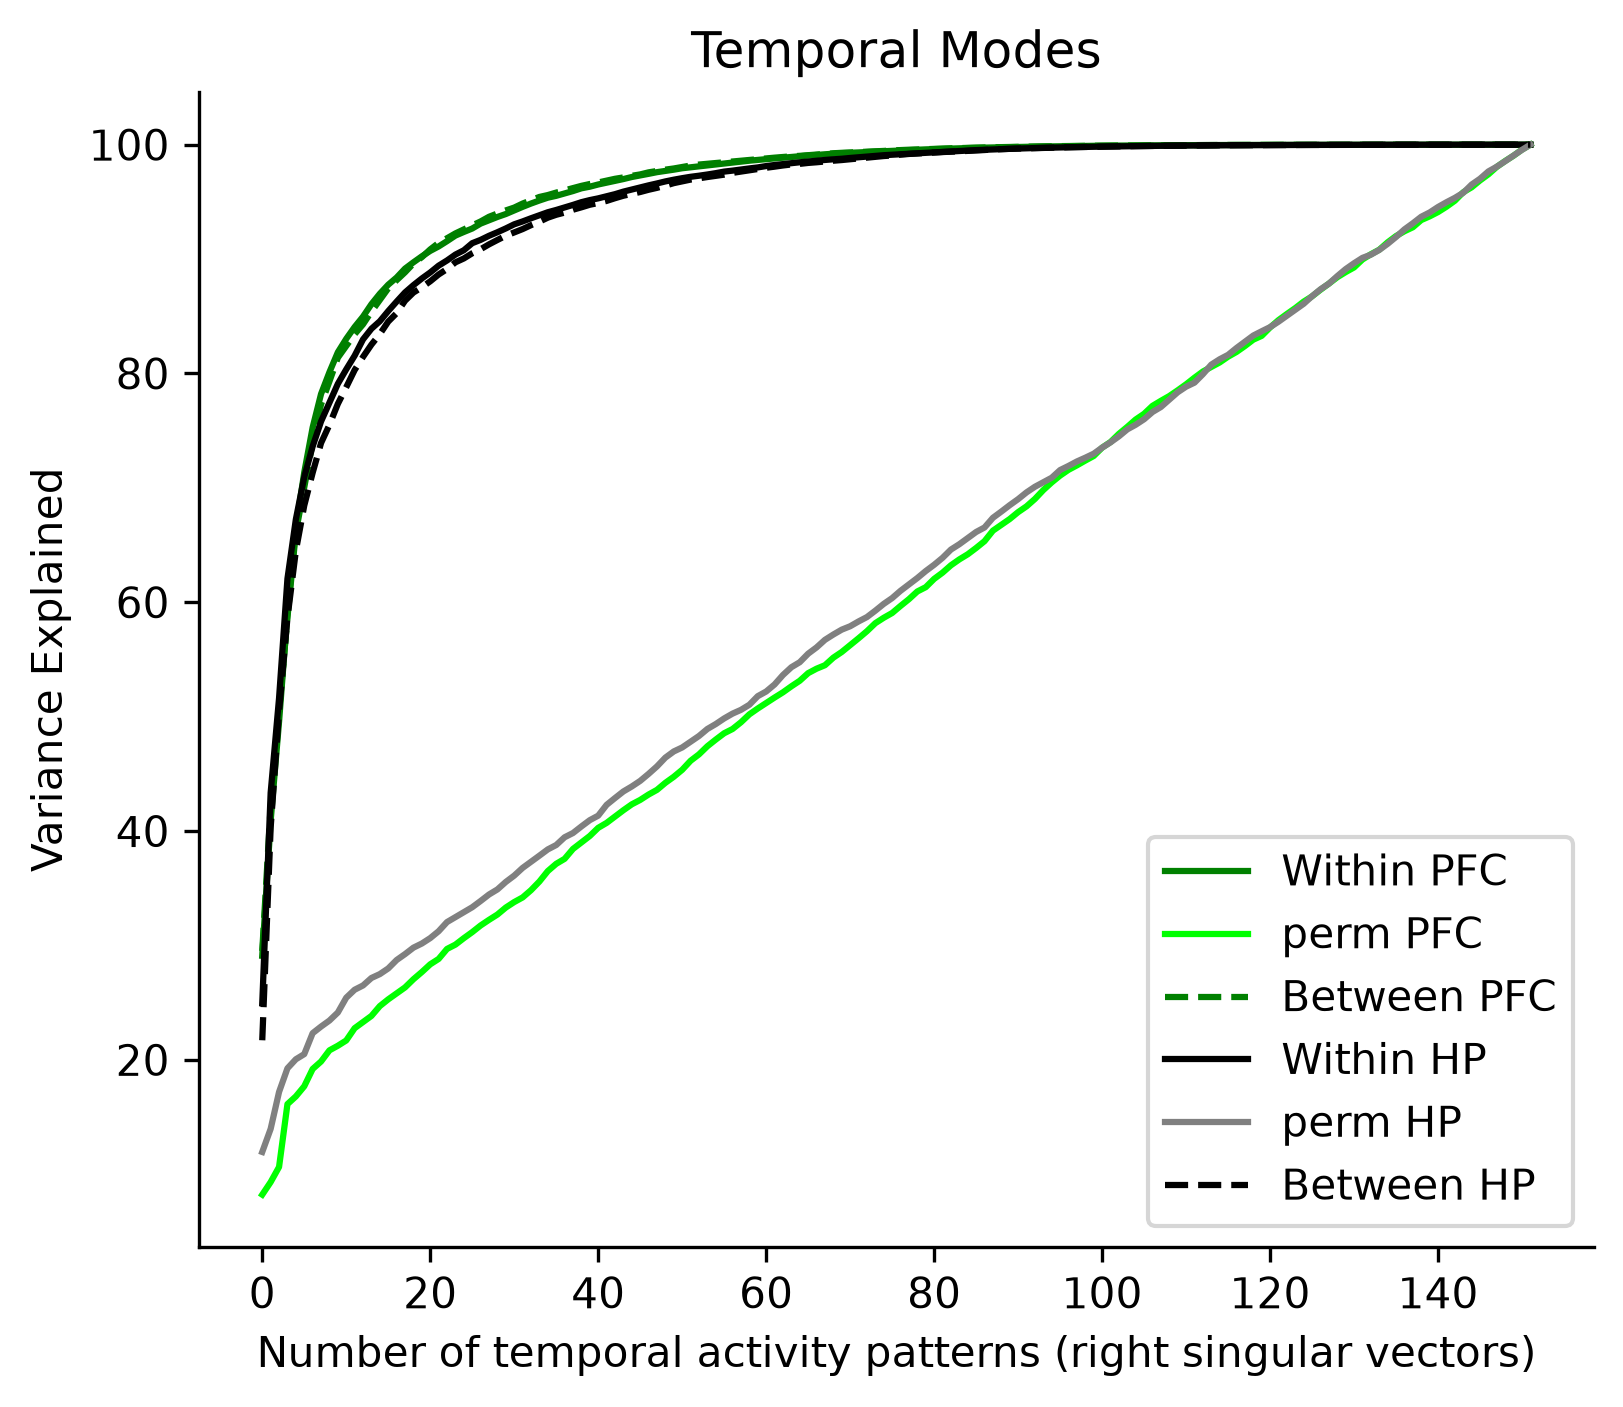 Temporal Modes
100
80
60
40
20
Variance Explained
Within PFC
perm PFC
Between PFC
Within HP
perm HP
Between HP
0 20 40 60 80 100 120 140
Number of temporal activity patterns (right singular vectors)